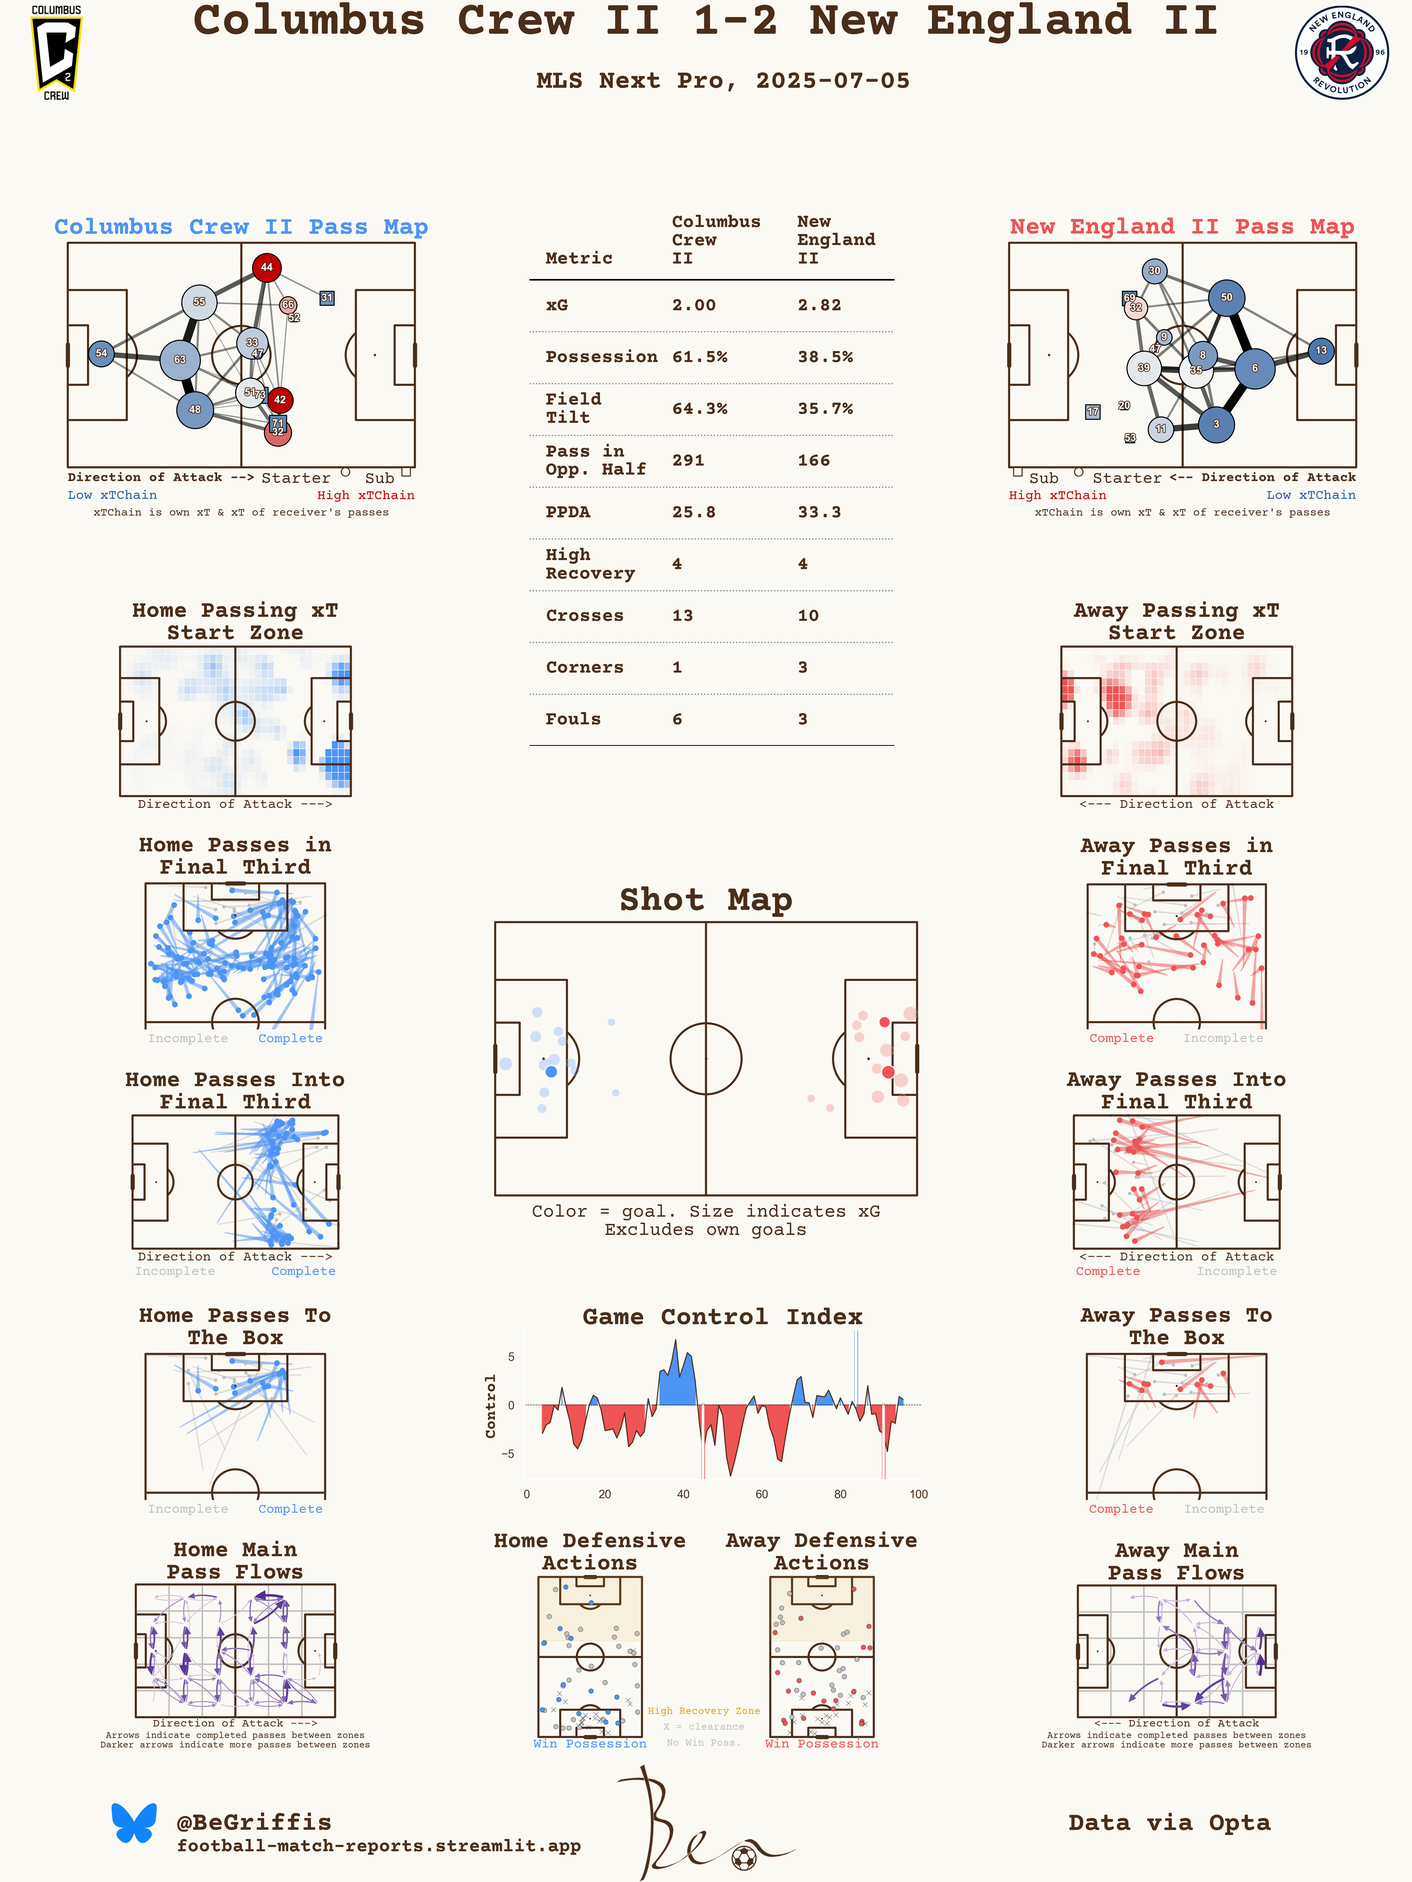 Columbus Crew II 1-2 New England II
MLS Next Pro, 2025-07-05
COLUMBUS
2
CREW
NEW ENGLAND
19 96
REVOLUTION
Columbus Crew II Pass Map
44
31
55
66
52
33
47
54
63
51
73
42
48
71
32
Direction of Attack --> Starter Sub
Low xTChain High xTChain
xTChain is own xT & xT of receiver's passes
Metric Columbus Crew II New England II
xG 2.00 2.82
Possession 61.5% 38.5%
Field Tilt 64.3% 35.7%
Pass in Opp. Half 291 166
PPDA 25.8 33.3
High Recovery 4 4
Crosses 13 10
Corners 1 3
Fouls 6 3
New England II Pass Map
30
69
32
50
9
47
8
13
39
35
6
20
17
11
3
53
Sub Starter <-- Direction of Attack
High xTChain Low xTChain
xTChain is own xT & xT of receiver's passes
Home Passing xT
Start Zone
Direction of Attack --->
Away Passing xT
Start Zone
<--- Direction of Attack
Home Passes in
Final Third
Incomplete Complete
Shot Map
Color = goal. Size indicates xG
Excludes own goals
Away Passes in
Final Third
Complete Incomplete
Home Passes Into
Final Third
Direction of Attack --->
Incomplete Complete
Away Passes Into
Final Third
<--- Direction of Attack
Complete Incomplete
Home Passes To
The Box
Incomplete Complete
Game Control Index
Control
5
0
−5
0 20 40 60 80 100
Away Passes To
The Box
Complete Incomplete
Home Main
Pass Flows
Direction of Attack --->
Arrows indicate completed passes between zones
Darker arrows indicate more passes between zones
Home Defensive
Actions
Win Possession
High Recovery Zone
X = clearance
No Win Poss.
Away Defensive
Actions
Win Possession
Away Main
Pass Flows
<--- Direction of Attack
Arrows indicate completed passes between zones
Darker arrows indicate more passes between zones
@BeGriffis
football-match-reports.streamlit.app
Ben
Data via Opta